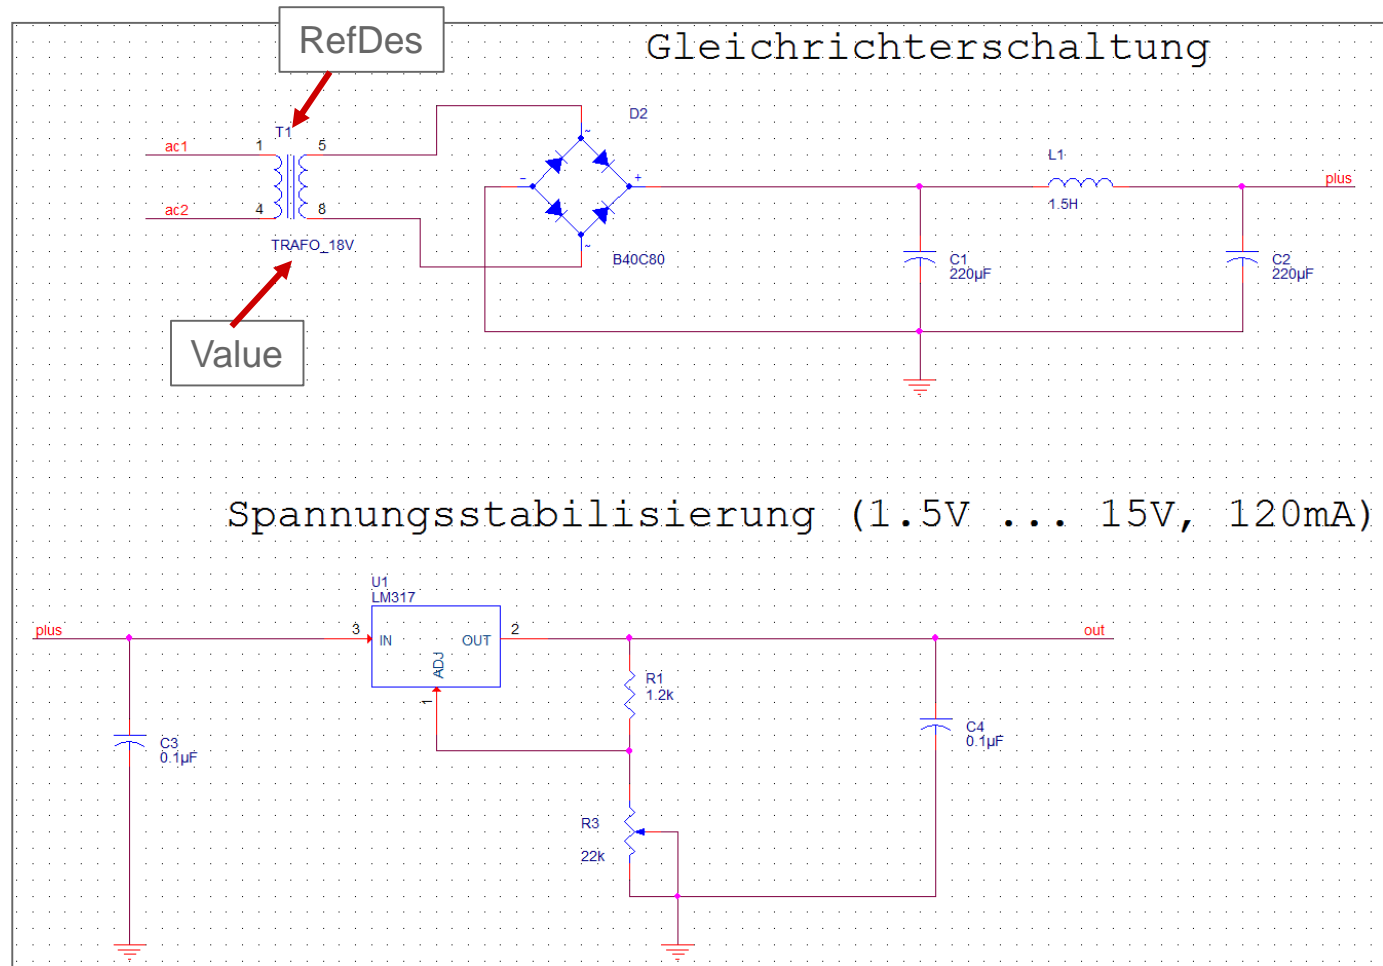 RefDes
Gleichrichterschaltung
D2
T1
ac1
1
5
~
L1
-
+
plus
1.5H
ac2
4
8
TRAFO_18V
~
B40C80
C1
220µF
C2
220µF
Value
Spannungsstabilisierung (1.5V ... 15V, 120mA)
U1
LM317
plus
3
IN
OUT
2
out
ADJ
1
R1
1.2k
C3
0.1µF
C4
0.1µF
R3
22k